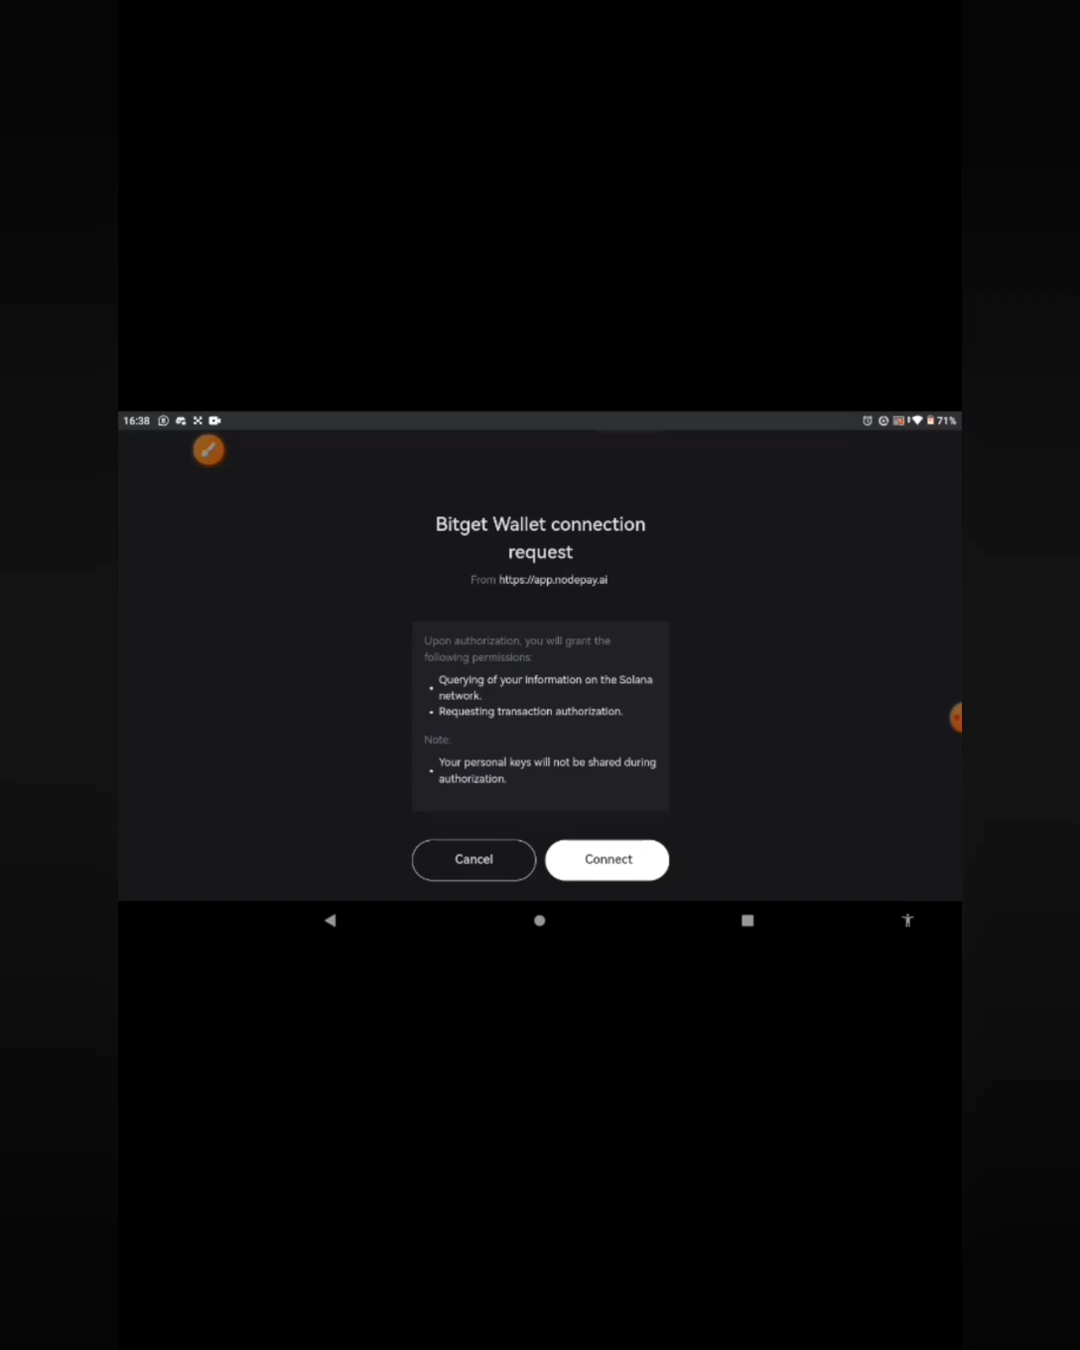 16:38
71%
Bitget Wallet connection
request
From https://app.nodepay.ai
Upon authorization, you will grant the
following permissions:
• Querying of your information on the Solana
network.
• Requesting transaction authorization.
Note:
• Your personal keys will not be shared during
authorization.
Cancel
Connect